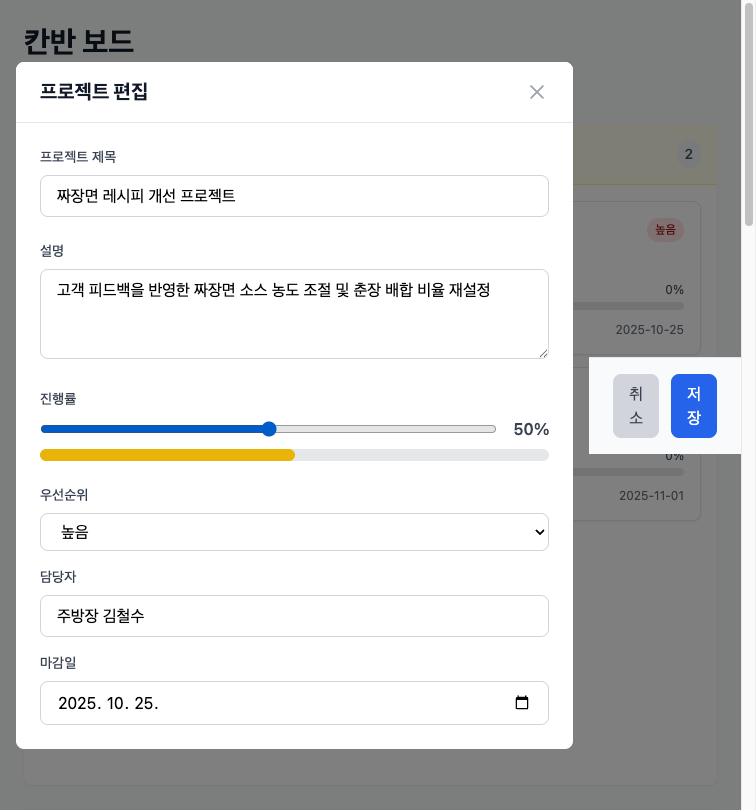 칸반 보드
프로젝트 편집
프로젝트 제목
짜장면 레시피 개선 프로젝트
설명
고객 피드백을 반영한 짜장면 소스 농도 조절 및 춘장 배합 비율 재설정
진행률
50%
우선순위
높음
담당자
주방장 김철수
마감일
2025. 10. 25.
2
높음
0%
2025-10-25
취
소
저
장
0%
2025-11-01